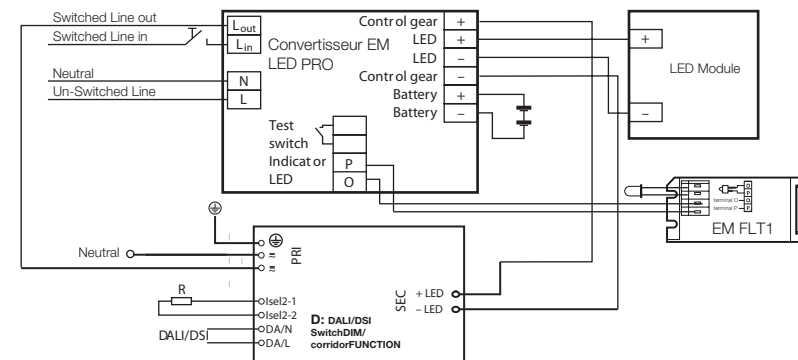 Switched Line out
Switched Line in
Neutral
Un-Switched Line
Lout
Lin
N
L
Convertisseur EM
LED PRO
Control gear +
LED +
LED –
Control gear –
Battery +
Battery –
Test
switch
Indicator
LED
P
O
+
–
LED Module
terminal O
terminal P
O
P
O
P
EM FLT1
Neutral
PRI
R
Isel2-1
Isel2-2
DA/N
DA/L
DALI/DSI
D: DALI/DSI
SwitchDIM/
corridorFUNCTION
SEC
+ LED
– LED